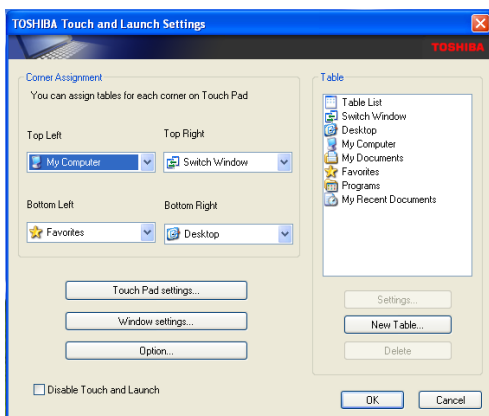 TOSHIBA Touch and Launch Settings
TOSHIBA
Corner Assignment
You can assign tables for each corner on Touch Pad
Top Left
Top Right
My Computer
Switch Window
Bottom Left
Bottom Right
Favorites
Desktop
Touch Pad settings...
Window settings...
Option...
Disable Touch and Launch
Table
Table List
Switch Window
Desktop
My Computer
My Documents
Favorites
Programs
My Recent Documents
Settings...
New Table...
Delete
OK
Cancel